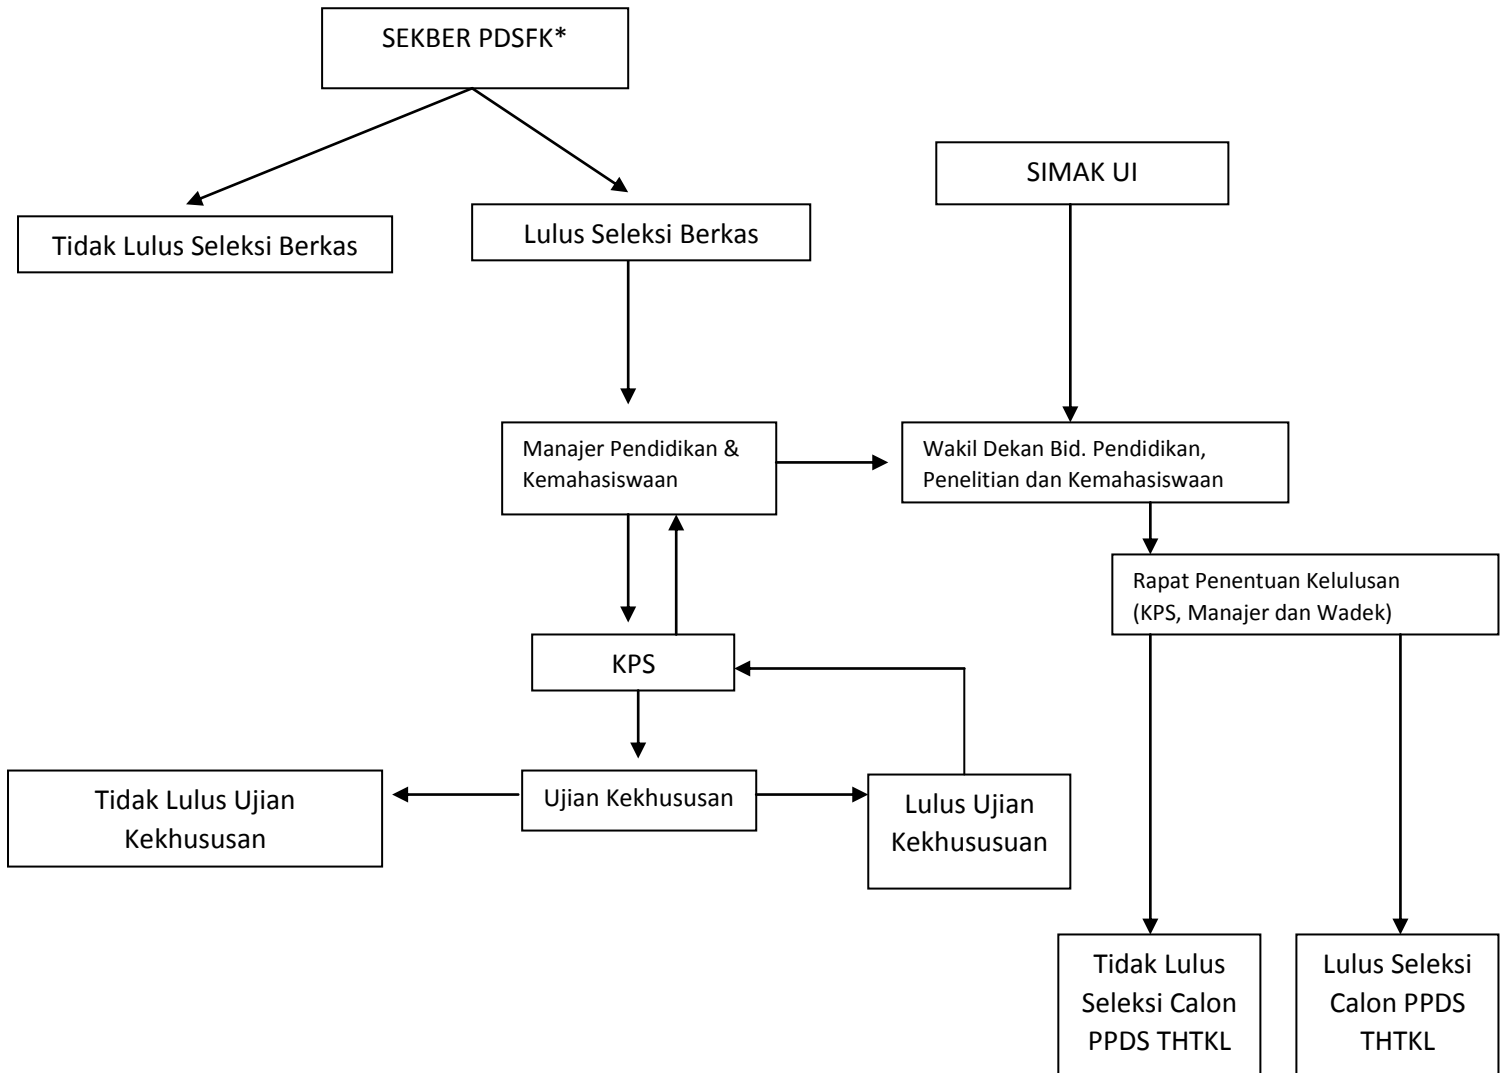 SEKBER PDSFK*
SIMAK UI
Tidak Lulus Seleksi Berkas
Lulus Seleksi Berkas
Manajer Pendidikan &
Kemahasiswaan
Wakil Dekan Bid. Pendidikan,
Penelitian dan Kemahasiswaan
Rapat Penentuan Kelulusan
(KPS, Manajer dan Wadek)
KPS
Tidak Lulus Ujian
Kekhususan
Ujian Kekhususan
Lulus Ujian
Kekhususuan
Tidak Lulus
Seleksi Calon
PPDS THTKL
Lulus Seleksi
Calon PPDS
THTKL